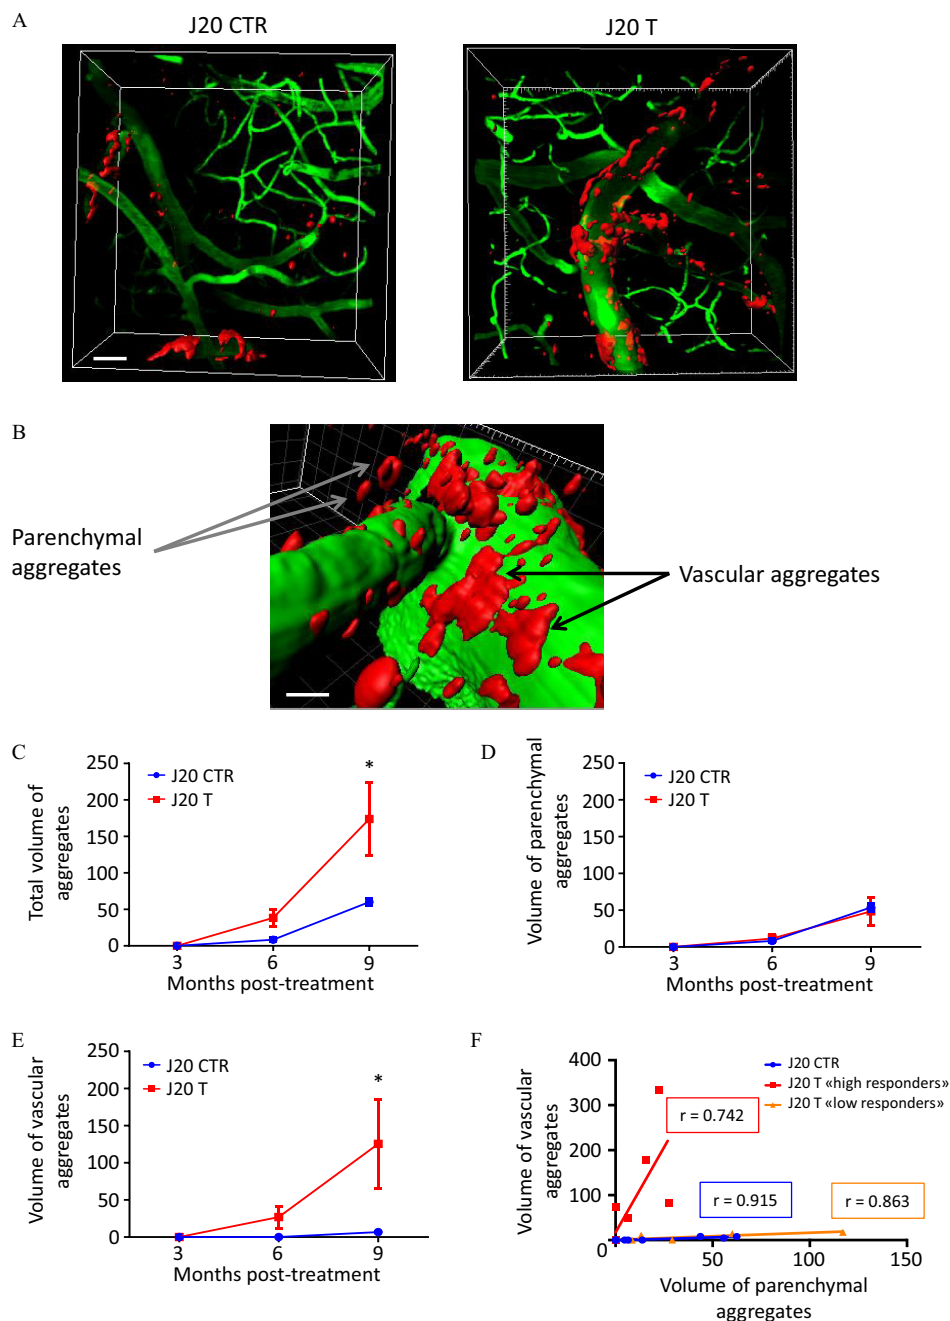 A
J20 CTR
J20 T
B
Parenchymal
aggregates
Vascular aggregates
C
Total volume of
aggregates
250
200
150
100
50
0
J20 CTR
J20 T
*
3 6 9
Months post-treatment
D
Volume of parenchymal
aggregates
250
200
150
100
50
0
J20 CTR
J20 T
3 6 9
Months post-treatment
E
Volume of vascular
aggregates
250
200
150
100
50
0
J20 CTR
J20 T
*
3 6 9
Months post-treatment
F
Volume of vascular
aggregates
400
300
200
100
0
J20 CTR
J20 T «high responders»
J20 T «low responders»
r = 0.742
r = 0.915
r = 0.863
0 50 100 150
Volume of parenchymal
aggregates